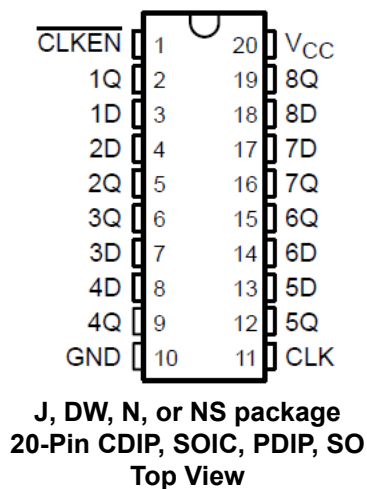 CLKEN 1 20 VCC
1Q 2 19 8Q
1D 3 18 8D
2D 4 17 7D
2Q 5 16 7Q
3Q 6 15 6Q
3D 7 14 6D
4D 8 13 5D
4Q 9 12 5Q
GND 10 11 CLK
J, DW, N, or NS package
20-Pin CDIP, SOIC, PDIP, SO
Top View